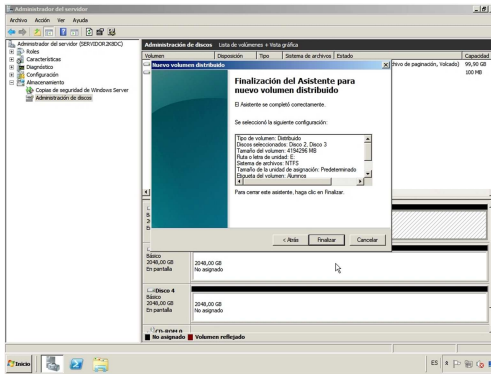 Administrador del servidor
Archivo Acción Ver Ayuda
Administrador del servidor (SERVIDOR2K8DC)
Roles
Características
Diagnóstico
Configuración
Almacenamiento
Copias de seguridad de Windows Server
Administración de discos
Administración de discos Lista de volúmenes + Vista gráfica
Volumen Disposición Tipo Sistema de archivos Estado Capacidad
hivo de paginación, Volcado) 99,90 GB
100 MB
Nuevo volumen distribuido
Finalización del Asistente para
nuevo volumen distribuido
El Asistente se completó correctamente.
Se seleccionó la siguiente configuración:
Tipo de volumen: Distribuido
Discos seleccionados: Disco 2, Disco 3
Tamaño del volumen: 4194296 MB
Ruta o letra de unidad: E:
Sistema de archivos: NTFS
Tamaño de la unidad de asignación: Predeterminado
Etiqueta del volumen: Alumnos
Para cerrar este asistente, haga clic en Finalizar.
< Atrás Finalizar Cancelar
Básico
2048,00 GB
En pantalla
2048,00 GB
No asignado
Disco 4
Básico
2048,00 GB
En pantalla
2048,00 GB
No asignado
CD-ROM 0
No asignado Volumen reflejado
Inicio
ES